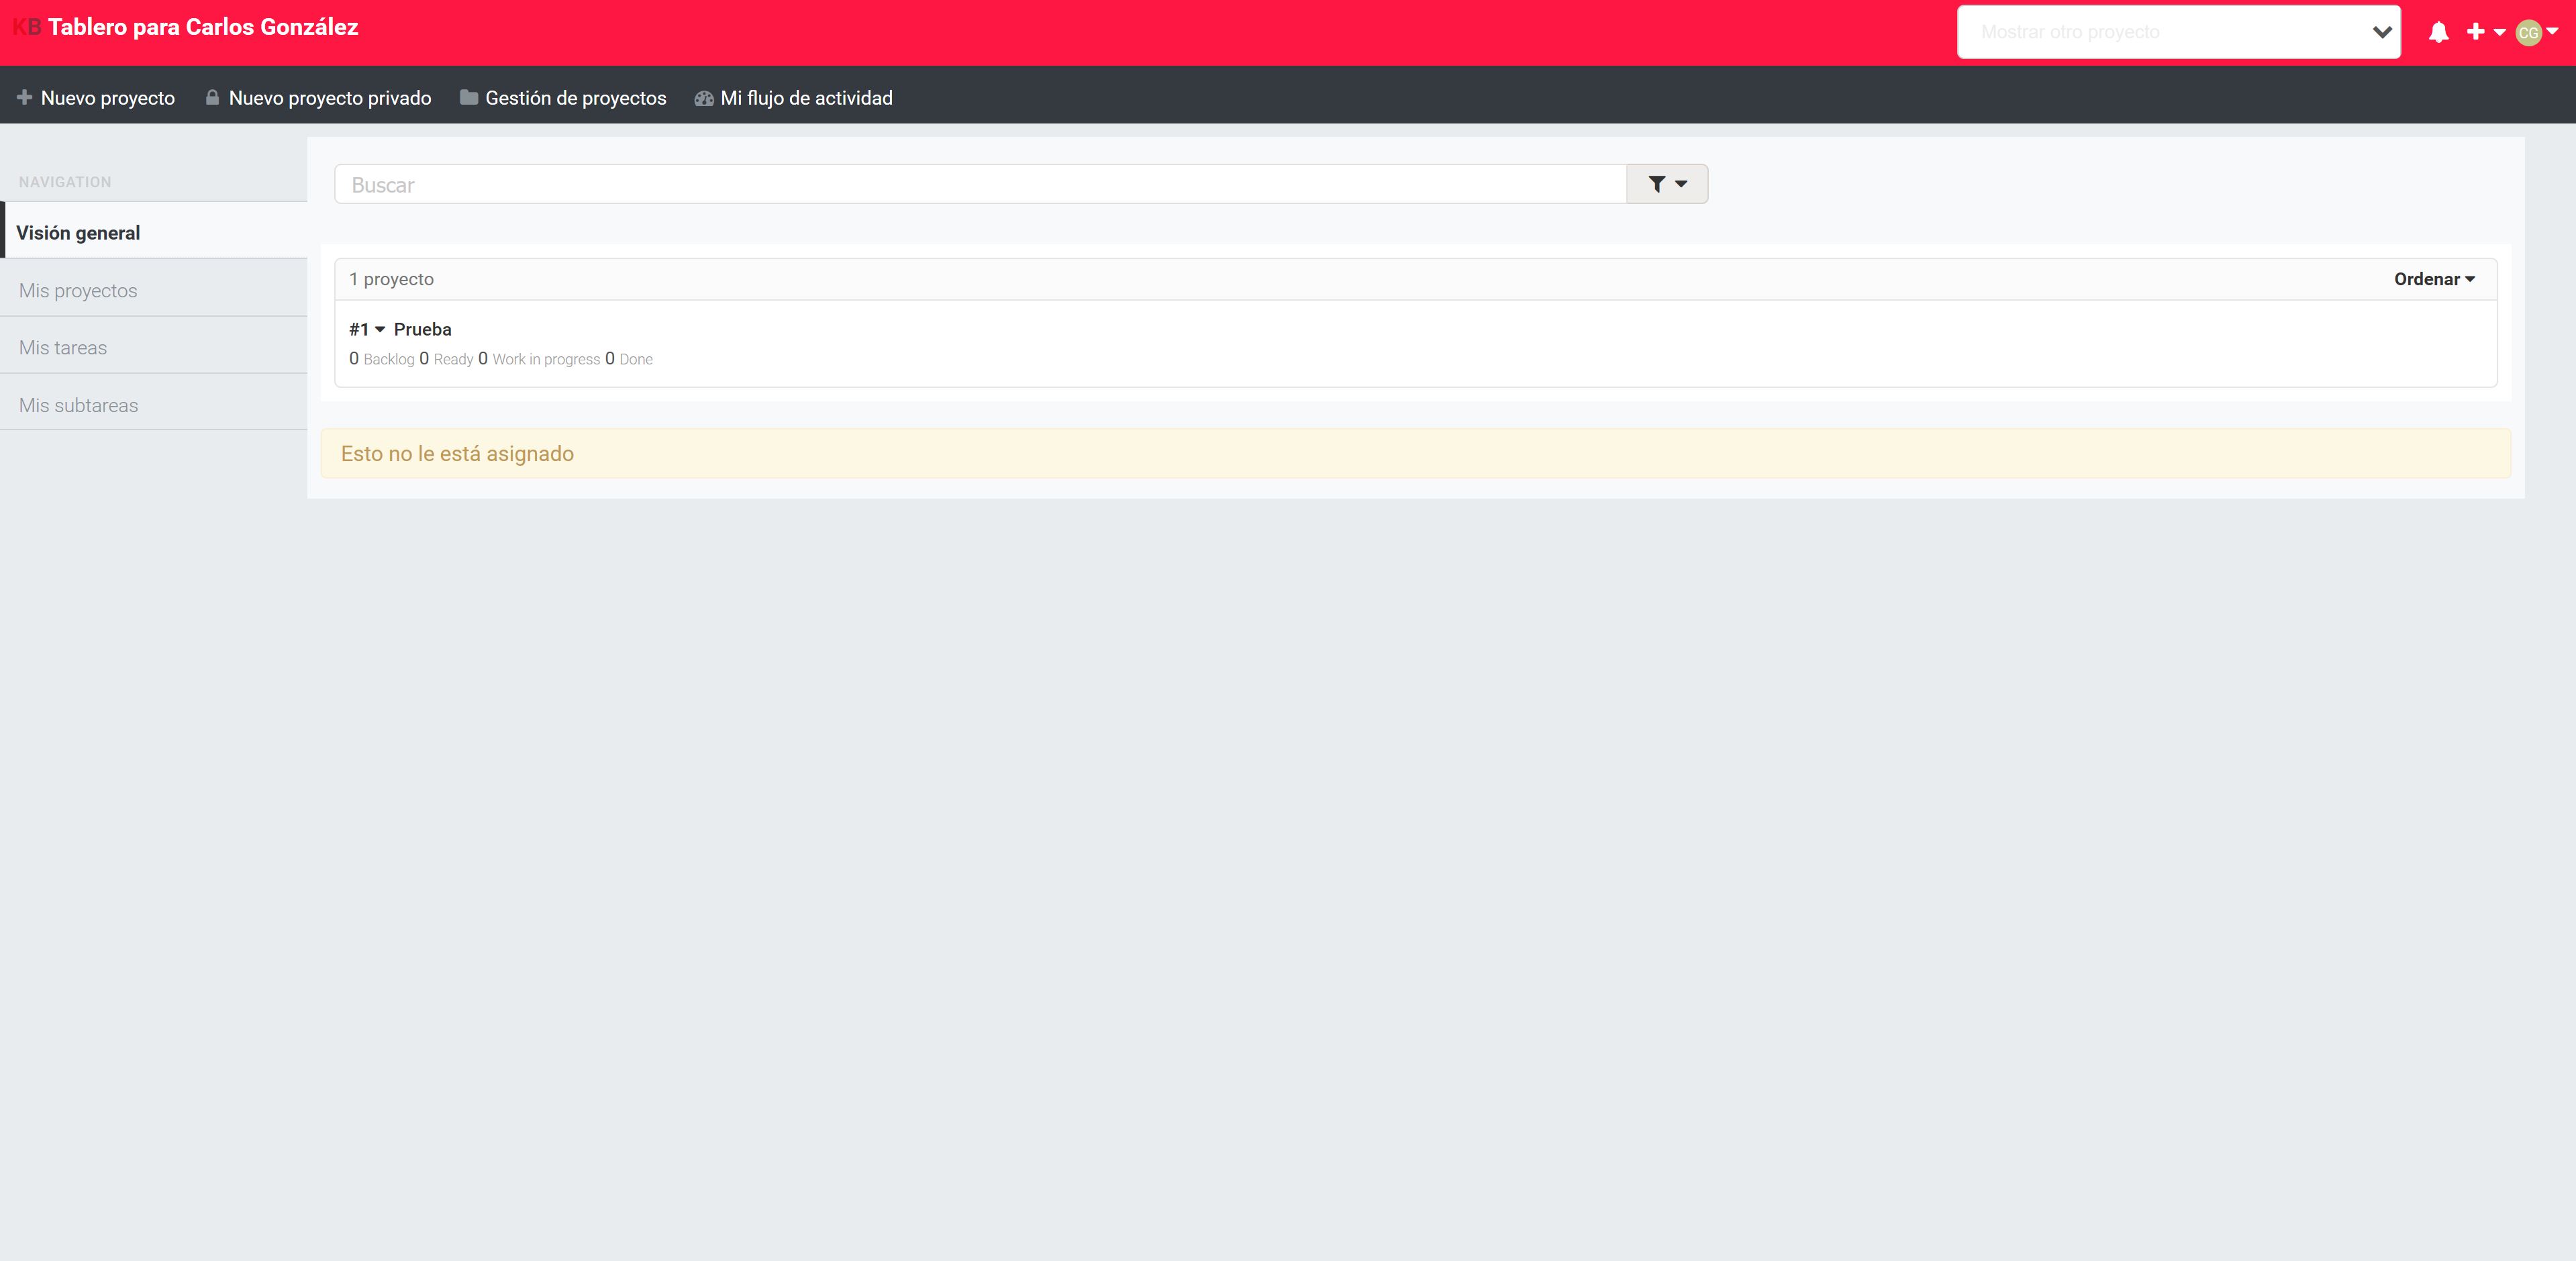 KB Tablero para Carlos González
Mostrar otro proyecto
CG
Nuevo proyecto Nuevo proyecto privado Gestión de proyectos Mi flujo de actividad
NAVIGATION
Visión general
Mis proyectos
Mis tareas
Mis subtareas
Buscar
1 proyecto Ordenar
#1 Prueba
0 Backlog 0 Ready 0 Work in progress 0 Done
Esto no le está asignado